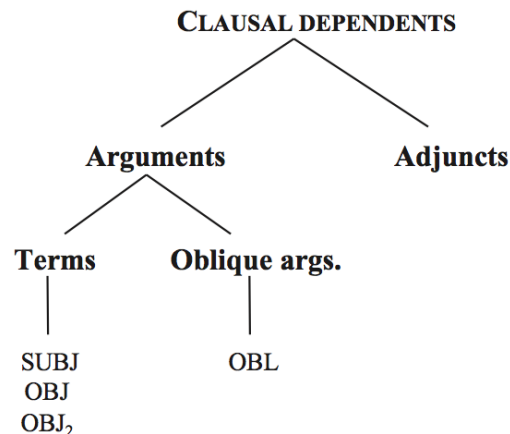 CLAUSAL DEPENDENTS
Arguments Adjuncts
Terms Oblique args.
SUBJ OBL
OBJ
OBJ₂